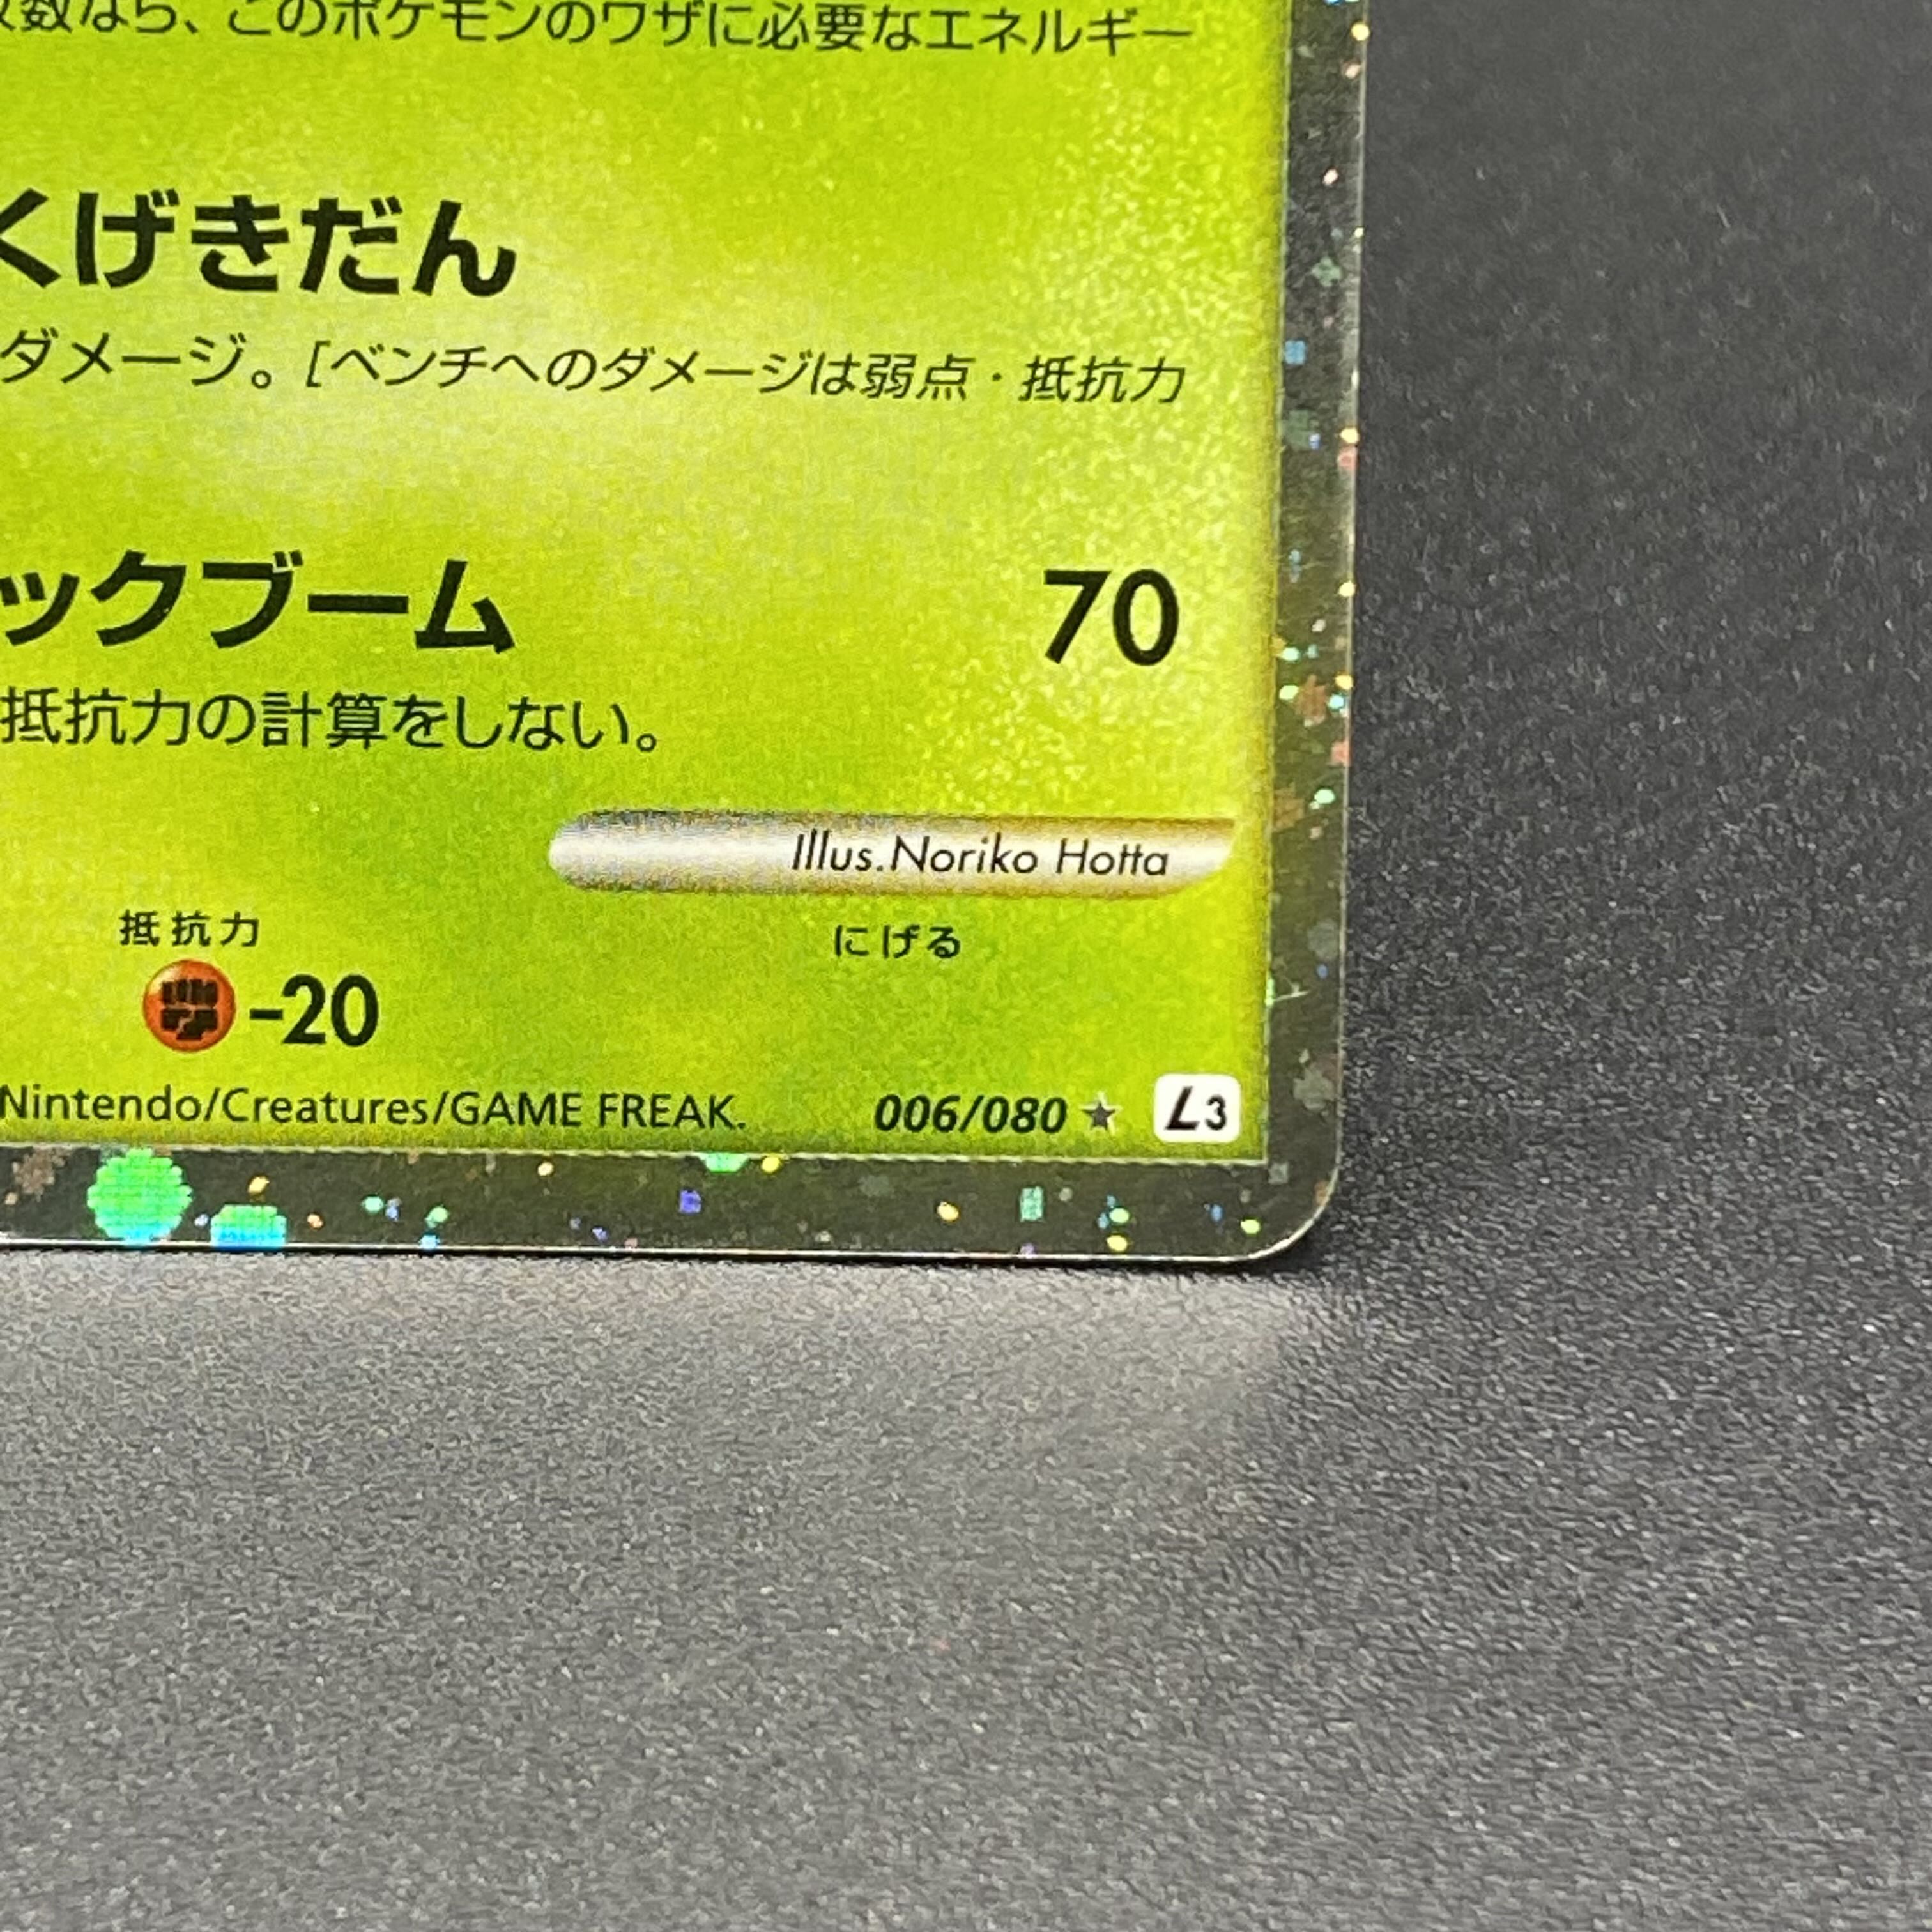 数なら、このポケモンのワザに必要なエネルギー
くげきだん
ダメージ。[ベンチへのダメージは弱点・抵抗力
ックブーム 70
抵抗力の計算をしない。
Illus.Noriko Hotta
抵抗力 にげる
-20
Nintendo/Creatures/GAME FREAK. 006/080 ★ L3